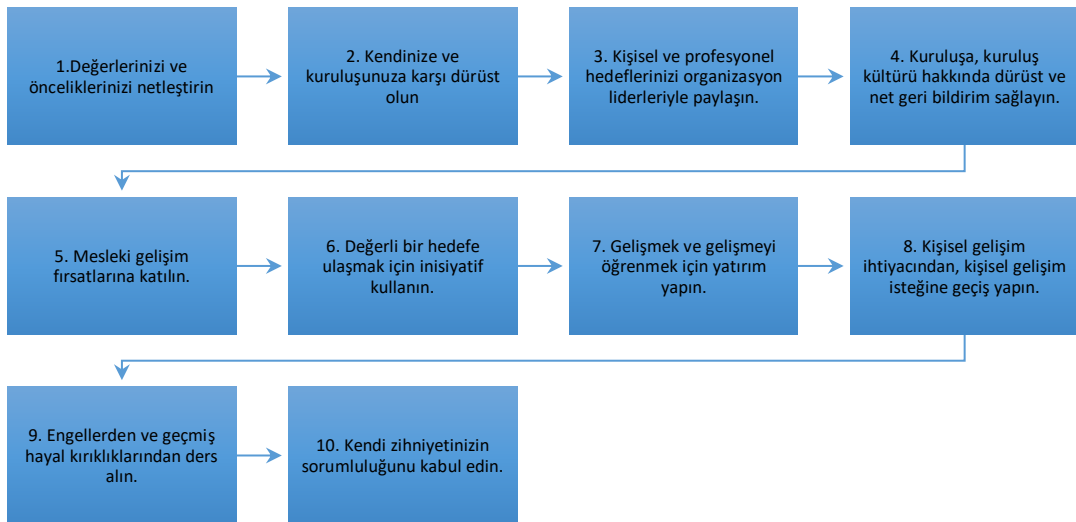 1.Değerlerinizi ve
önceliklerinizi netleştirin
2. Kendinize ve
kuruluşunuza karşı dürüst
olun
3. Kişisel ve profesyonel
hedeflerinizi organizasyon
liderleriyle paylaşın.
4. Kuruluşa, kuruluş
kültürü hakkında dürüst ve
net geri bildirim sağlayın.
5. Mesleki gelişim
fırsatlarına katılın.
6. Değerli bir hedefe
ulaşmak için inisiyatif
kullanın.
7. Gelişmek ve gelişmeyi
öğrenmek için yatırım
yapın.
8. Kişisel gelişim
ihtiyacından, kişisel gelişim
isteğine geçiş yapın.
9. Engellerden ve geçmiş
hayal kırıklıklarından ders
alın.
10. Kendi zihniyetinizin
sorumluluğunu kabul edin.